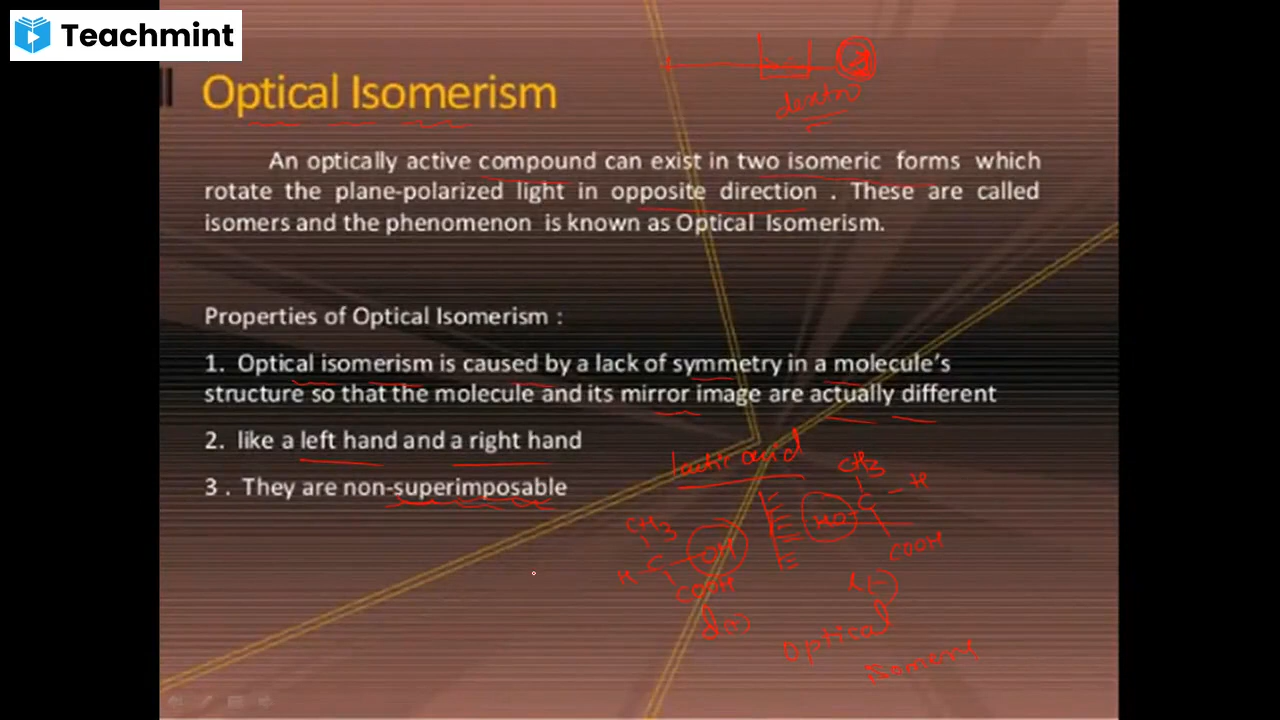 Teachmint
Optical Isomerism
dextro
An optically active compound can exist in two isomeric forms which
rotate the plane-polarized light in opposite direction . These are called
isomers and the phenomenon is known as Optical Isomerism.
Properties of Optical Isomerism :
1. Optical isomerism is caused by a lack of symmetry in a molecule's
structure so that the molecule and its mirror image are actually different
2. like a left hand and a right hand
3 . They are non-superimposable
lactic acid
CH3
C
H
HO
COOH
CH3
OH
C
H
COOH
l(-)
d(+)
Optical
isomers